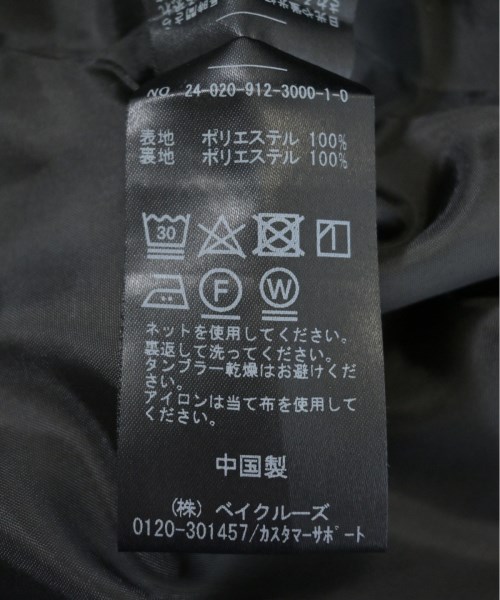 NO. 24-020-912-3000-1-0
表地 ポリエステル 100%
裏地 ポリエステル 100%
30
F
W
ネットを使用してください。
裏返して洗ってください。
タンブラー乾燥はお避けくだ
さい。
アイロンは当て布を使用して
ください。
中国製
(株) ベイクルーズ
0120-301457/カスタマーサポート